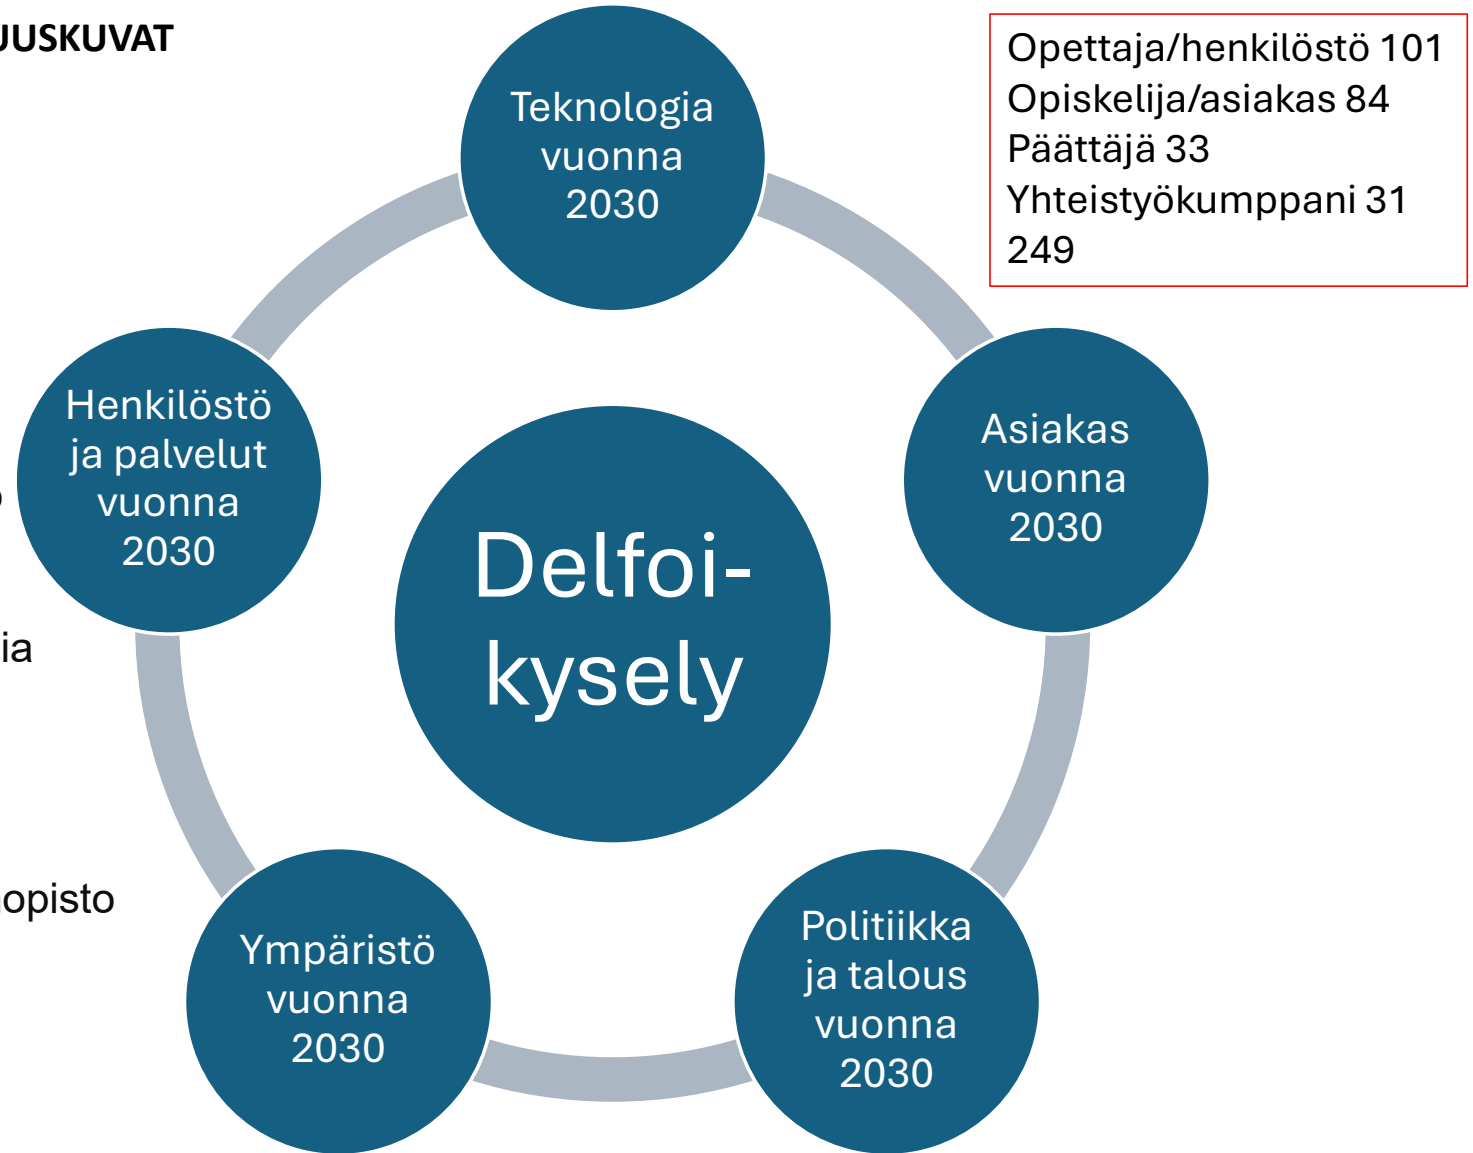 UUSKUVAT
Opettaja/henkilöstö 101
Opiskelija/asiakas 84
Päättäjä 33
Yhteistyökumppani 31
249
Teknologia
vuonna
2030
Henkilöstö
ja palvelut
vuonna
2030
Asiakas
vuonna
2030
Delfoi-
kysely
ia
opisto
Ympäristö
vuonna
2030
Politiikka
ja talous
vuonna
2030